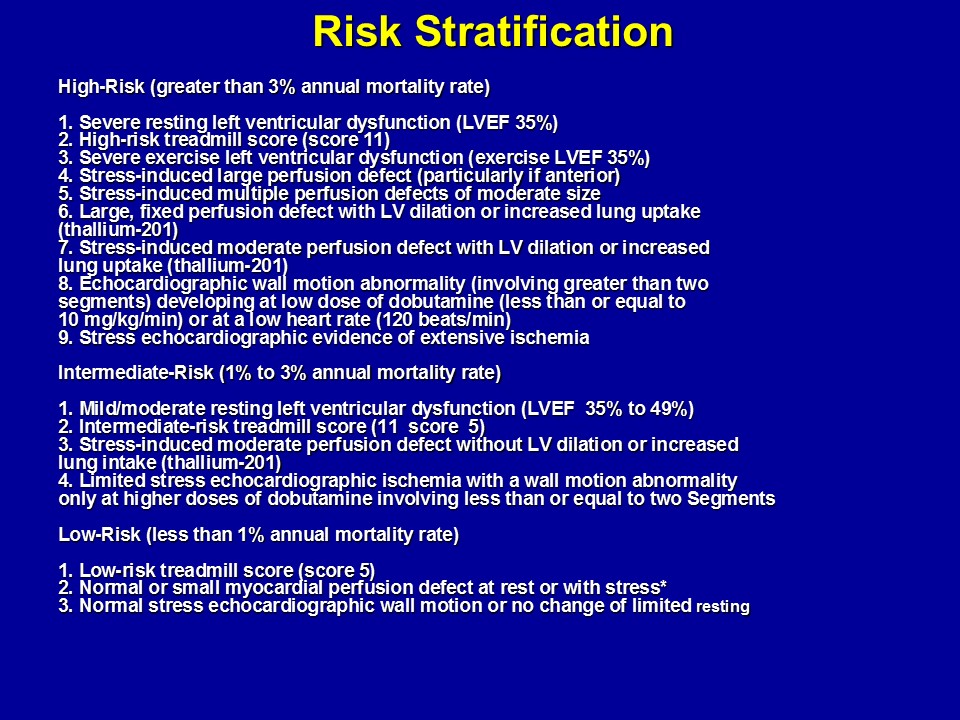 Risk Stratification
High-Risk (greater than 3% annual mortality rate)
1. Severe resting left ventricular dysfunction (LVEF 35%)
2. High-risk treadmill score (score 11)
3. Severe exercise left ventricular dysfunction (exercise LVEF 35%)
4. Stress-induced large perfusion defect (particularly if anterior)
5. Stress-induced multiple perfusion defects of moderate size
6. Large, fixed perfusion defect with LV dilation or increased lung uptake
(thallium-201)
7. Stress-induced moderate perfusion defect with LV dilation or increased
lung uptake (thallium-201)
8. Echocardiographic wall motion abnormality (involving greater than two
segments) developing at low dose of dobutamine (less than or equal to
10 mg/kg/min) or at a low heart rate (120 beats/min)
9. Stress echocardiographic evidence of extensive ischemia
Intermediate-Risk (1% to 3% annual mortality rate)
1. Mild/moderate resting left ventricular dysfunction (LVEF  35% to 49%)
2. Intermediate-risk treadmill score (11  score  5)
3. Stress-induced moderate perfusion defect without LV dilation or increased
lung intake (thallium-201)
4. Limited stress echocardiographic ischemia with a wall motion abnormality
only at higher doses of dobutamine involving less than or equal to two Segments
Low-Risk (less than 1% annual mortality rate)
1. Low-risk treadmill score (score 5)
2. Normal or small myocardial perfusion defect at rest or with stress*
3. Normal stress echocardiographic wall motion or no change of limited resting